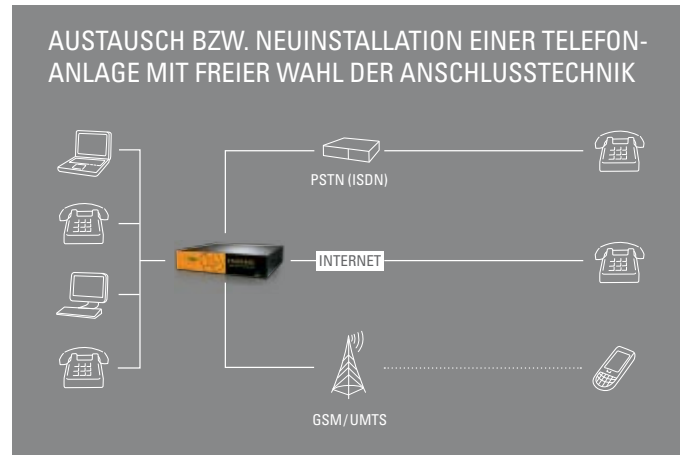 AUSTAUSCH BZW. NEUINSTALLATION EINER TELEFON-
ANLAGE MIT FREIER WAHL DER ANSCHLUSSTECHNIK
PSTN (ISDN)
INTERNET
GSM/UMTS